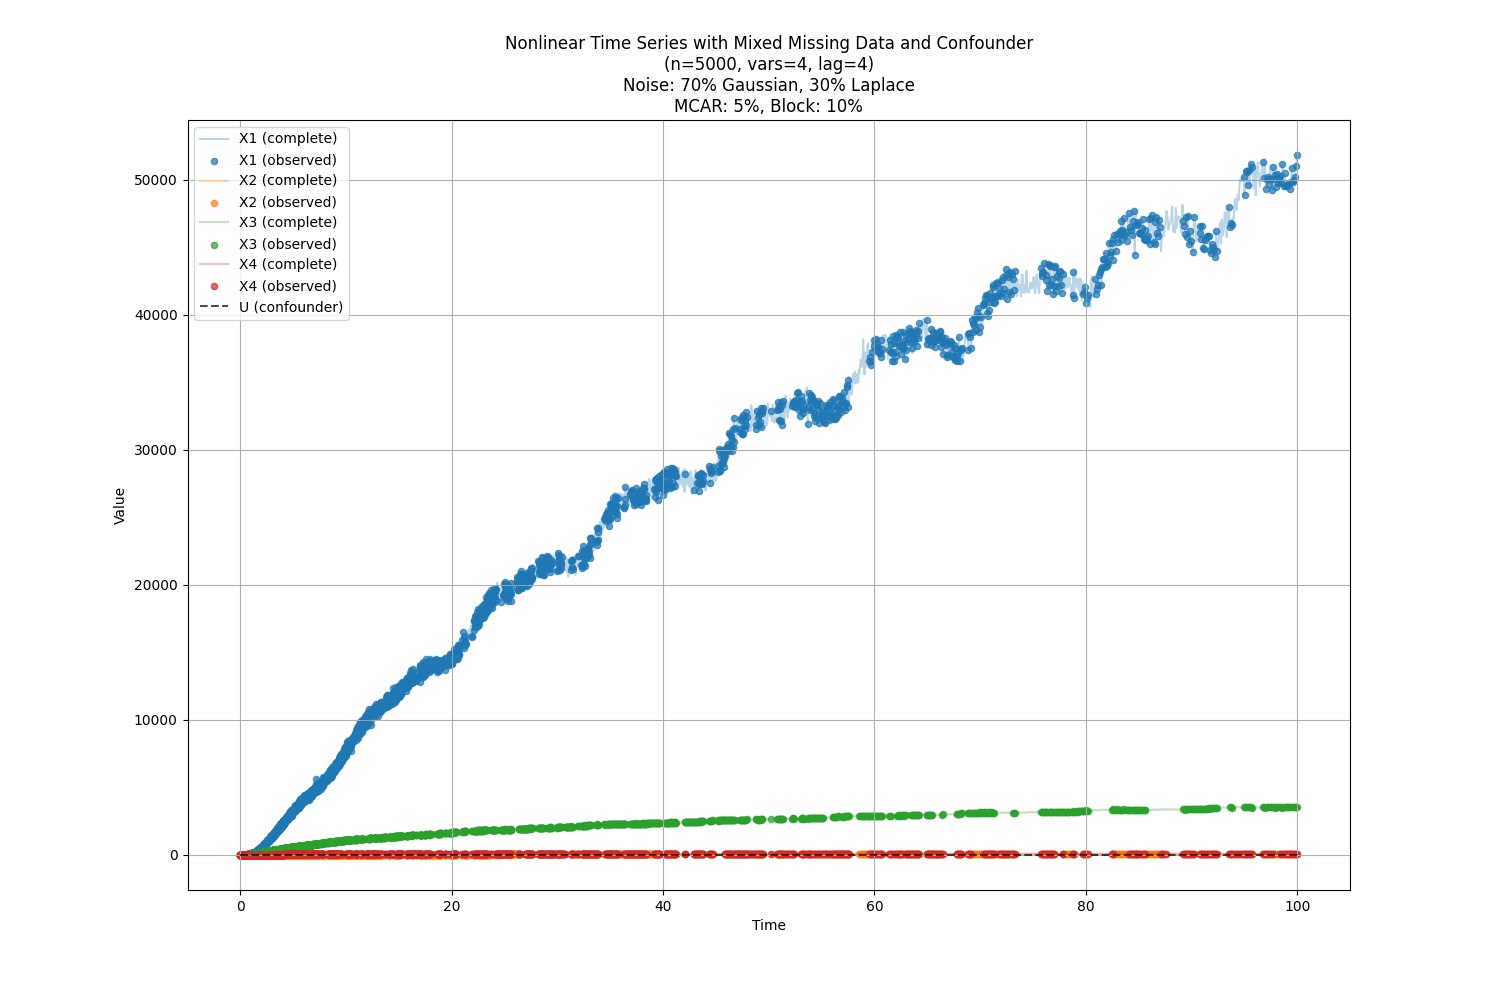 Nonlinear Time Series with Mixed Missing Data and Confounder
(n=5000, vars=4, lag=4)
Noise: 70% Gaussian, 30% Laplace
MCAR: 5%, Block: 10%
X1 (complete)
X1 (observed)
X2 (complete)
X2 (observed)
X3 (complete)
X3 (observed)
X4 (complete)
X4 (observed)
U (confounder)
50000
40000
30000
20000
10000
0
Value
0 20 40 60 80 100
Time